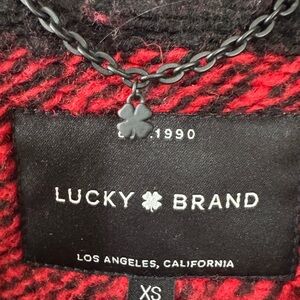 1990
LUCKY BRAND
LOS ANGELES, CALIFORNIA
XS